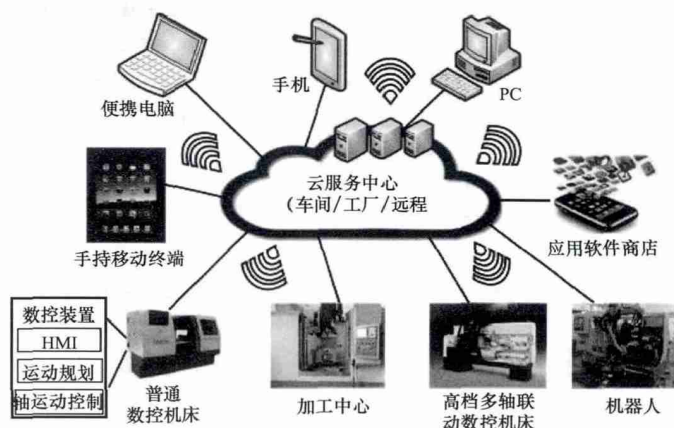 便携电脑
手机
PC
云服务中心
（车间/工厂/远程
手持移动终端
应用软件商店
数控装置
HMI
运动规划
轴运动控制
普通
数控机床
加工中心
高档多轴联
动数控机床
机器人